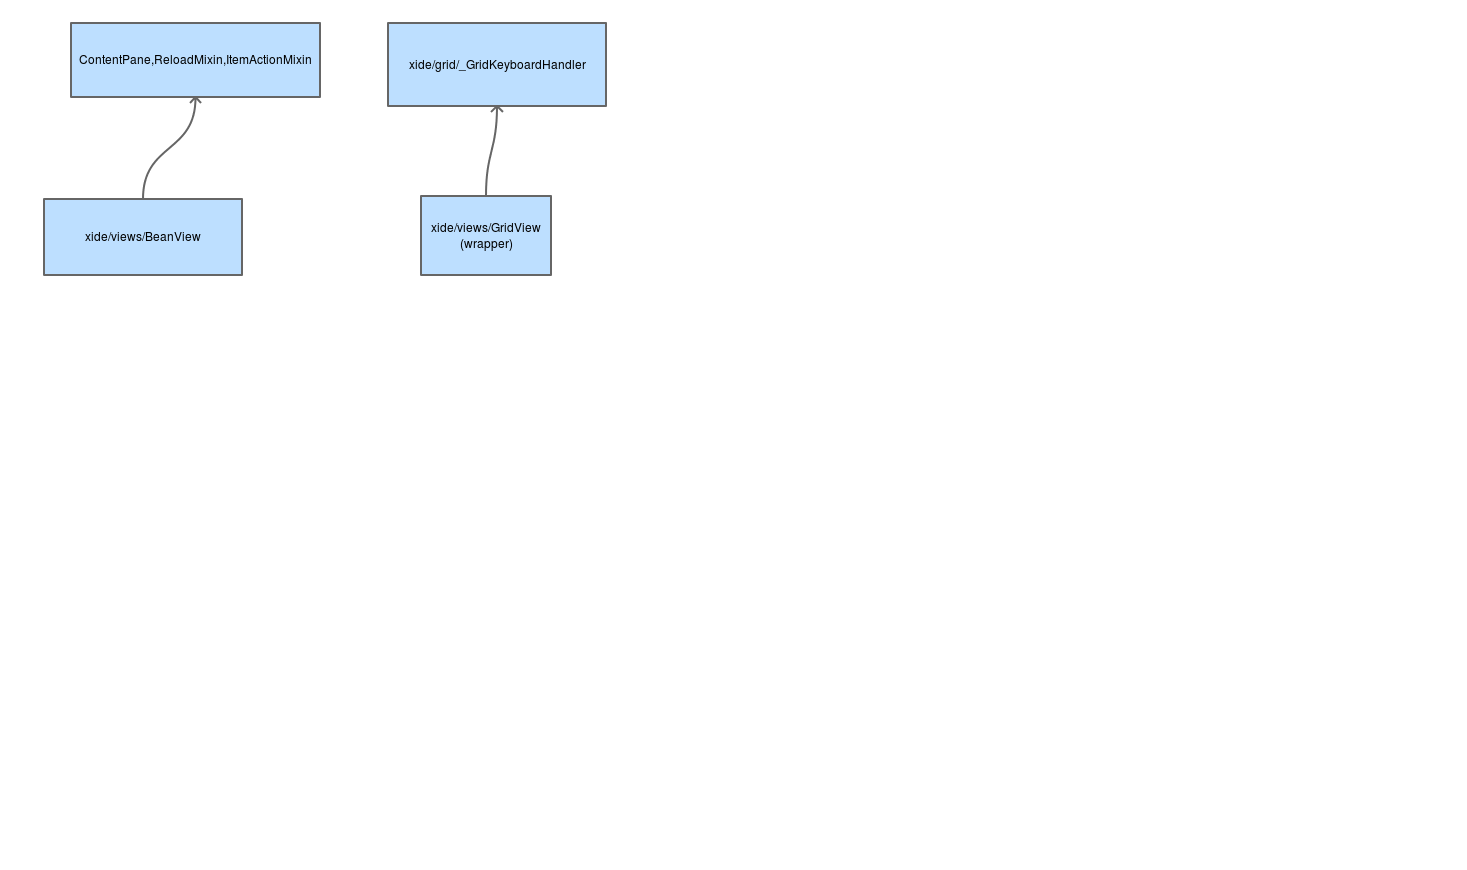 ContentPane,ReloadMixin,ItemActionMixin
xide/grid/_GridKeyboardHandler
xide/views/BeanView
xide/views/GridView
(wrapper)